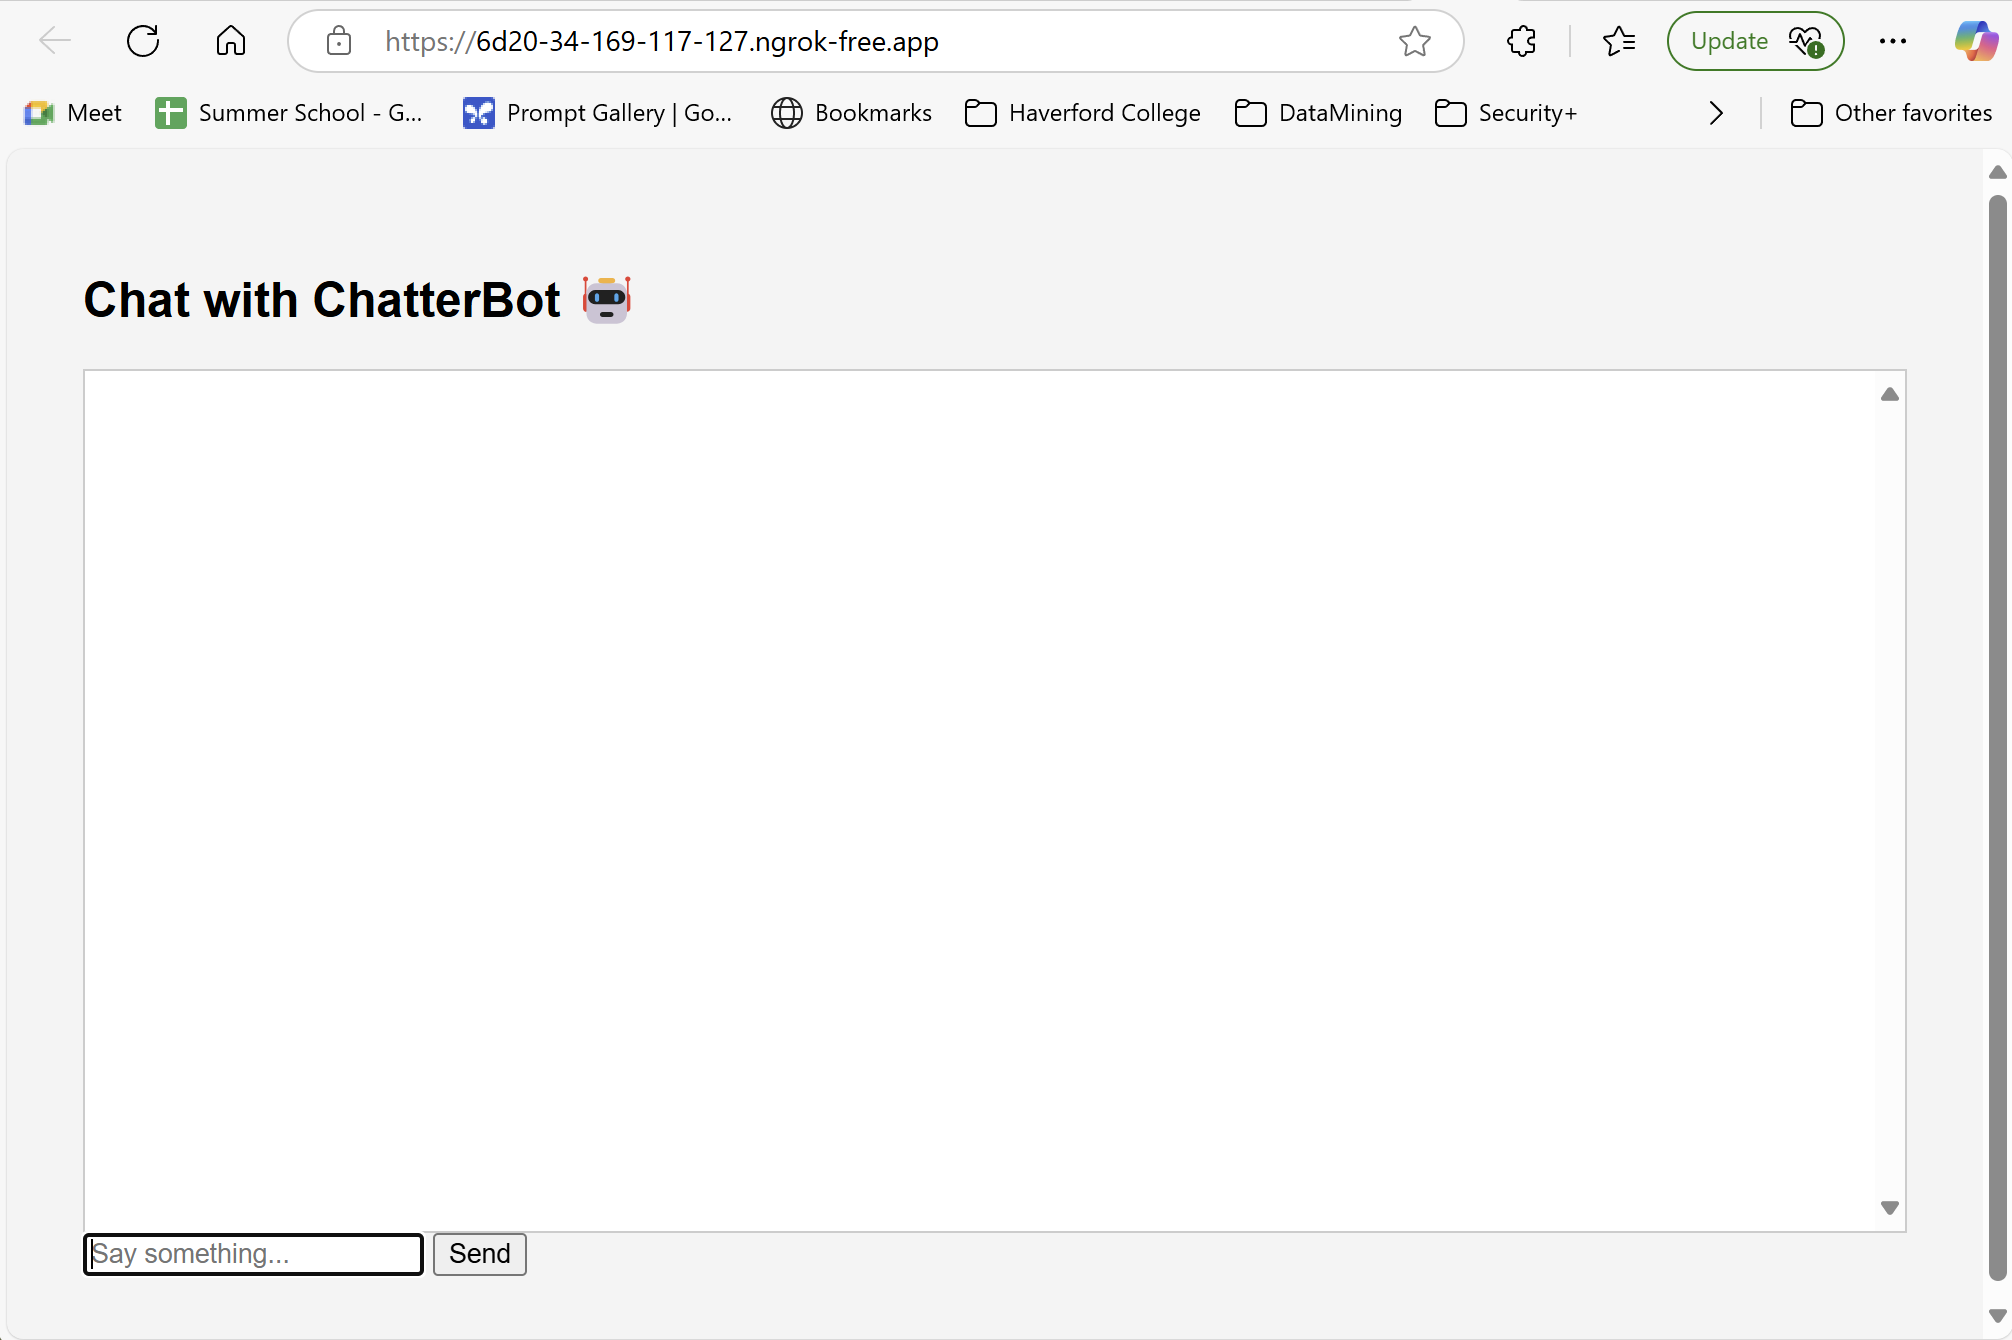 https://6d20-34-169-117-127.ngrok-free.app
Update
Meet
Summer School - G...
Prompt Gallery | Go...
Bookmarks
Haverford College
DataMining
Security+
Other favorites
Chat with ChatterBot 🤖
Say something...
Send